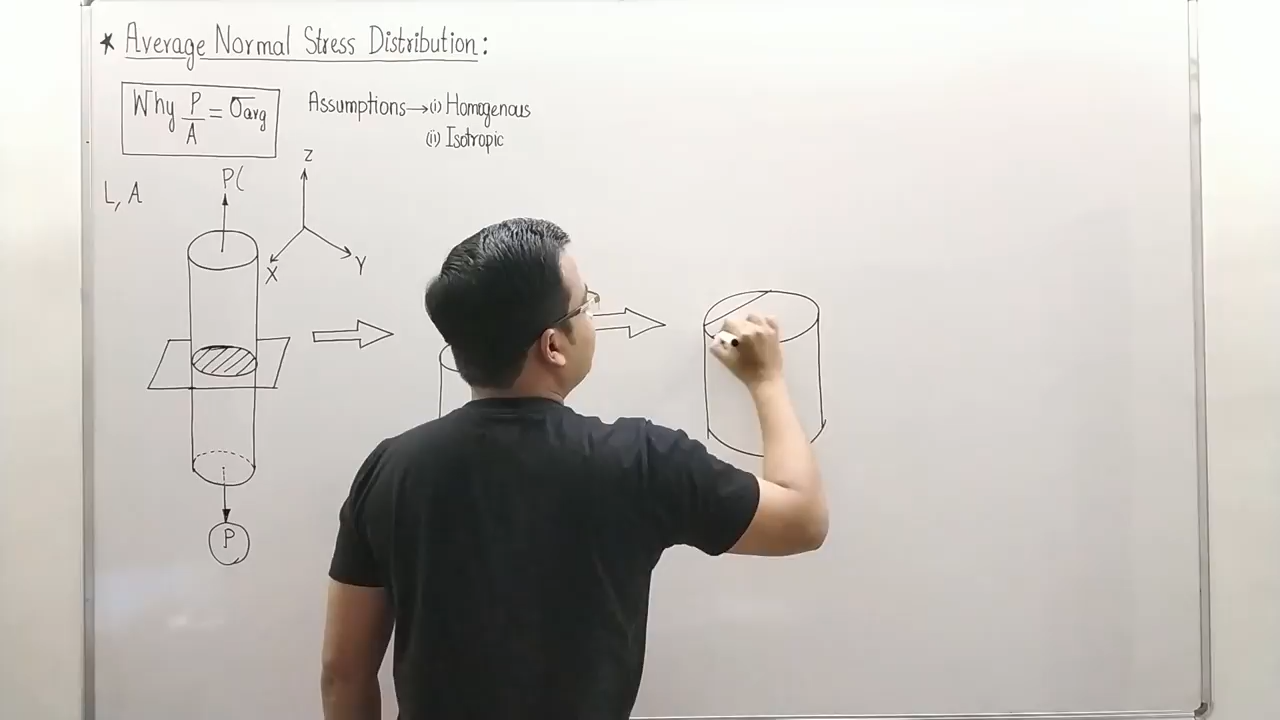 ★ Average Normal Stress Distribution:
Why P/A = σavg
Assumptions → (i) Homogenous
(ii) Isotropic
L, A
P(
Z
X
Y
P